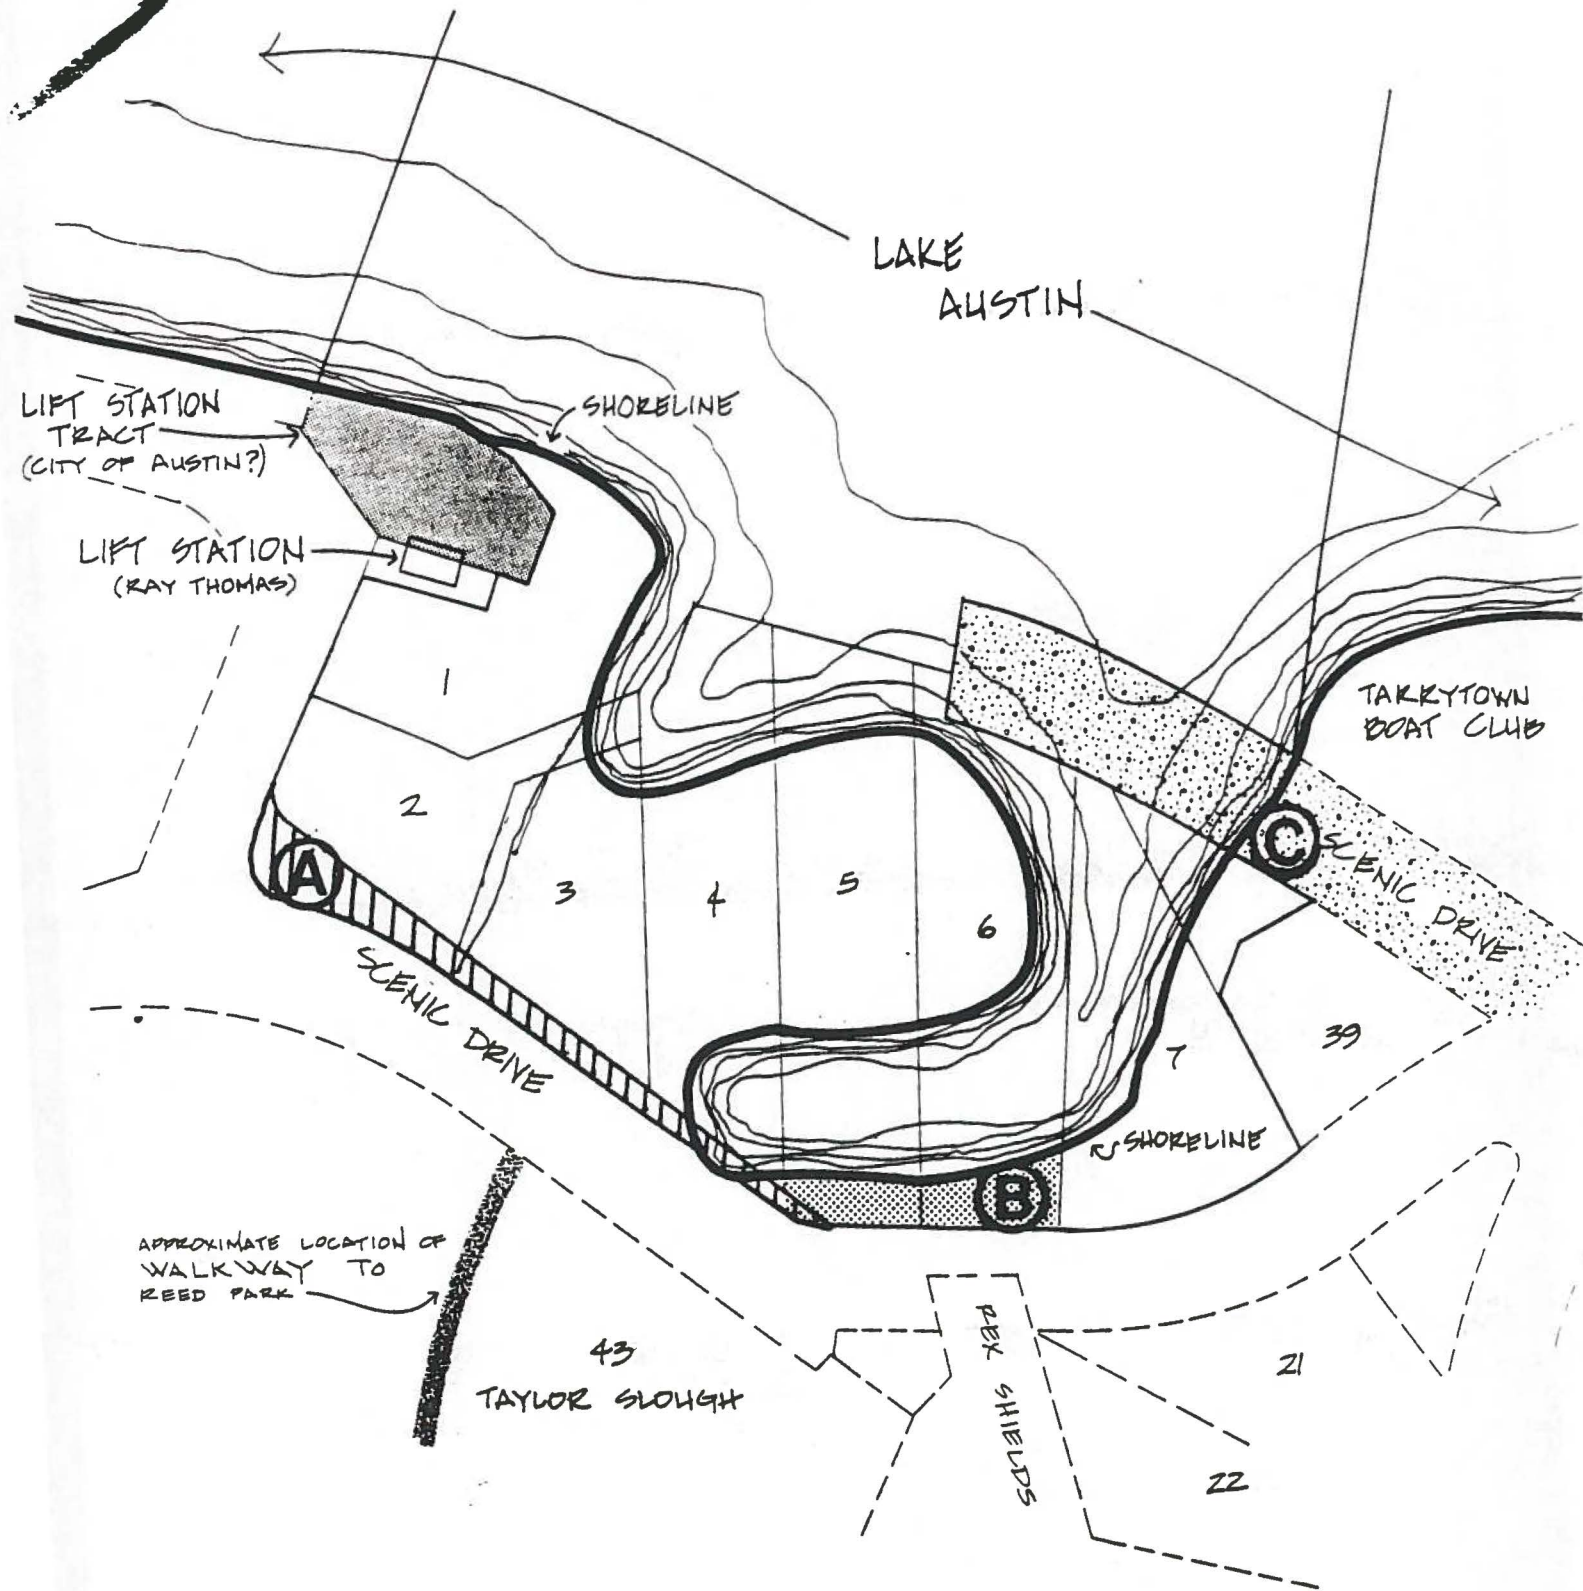 LAKE
AUSTIN
LIFT STATION
TRACT
(CITY OF AUSTIN?)
SHORELINE
LIFT STATION
(RAY THOMAS)
1
TARRYTOWN
BOAT CLUB
2
A
3
4
5
6
C
SCENIC DRIVE
SCENIC DRIVE
7
39
SHORELINE
B
APPROXIMATE LOCATION OF
WALKWAY TO
REED PARK
43
TAYLOR SLOUGH
REX SHIELDS
21
22